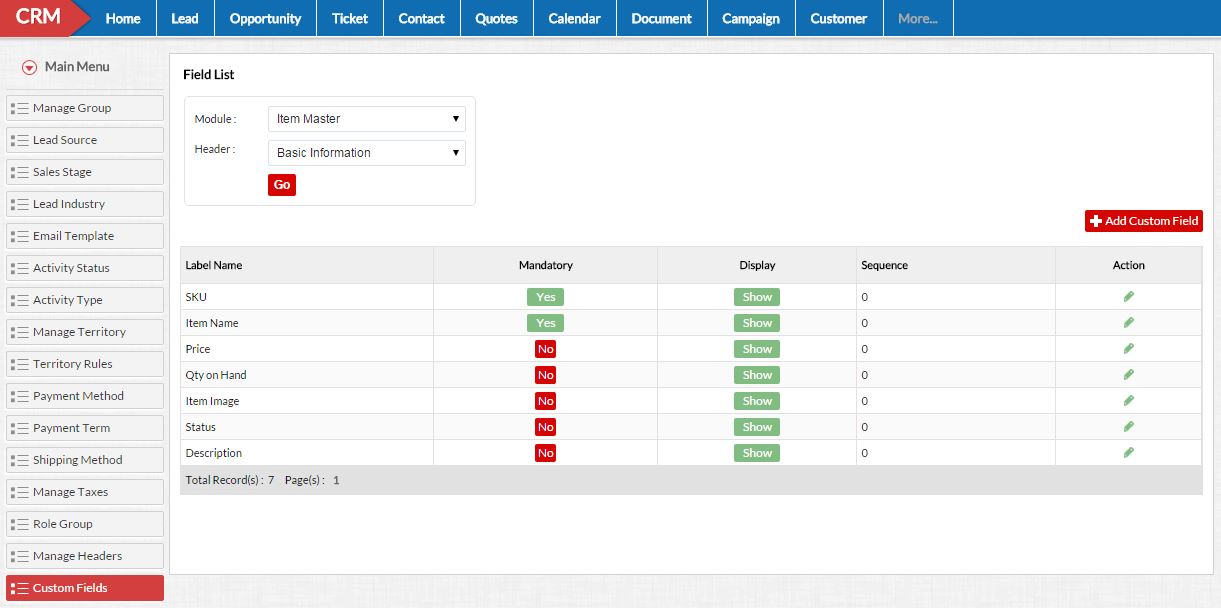 CRM Home Lead Opportunity Ticket Contact Quotes Calendar Document Campaign Customer More...
Main Menu
Manage Group
Lead Source
Sales Stage
Lead Industry
Email Template
Activity Status
Activity Type
Manage Territory
Territory Rules
Payment Method
Payment Term
Shipping Method
Manage Taxes
Role Group
Manage Headers
Custom Fields
Field List
Module : Item Master
Header : Basic Information
Go
Add Custom Field
Label Name Mandatory Display Sequence Action
SKU Yes Show 0
Item Name Yes Show 0
Price No Show 0
Qty on Hand No Show 0
Item Image No Show 0
Status No Show 0
Description No Show 0
Total Record(s) : 7 Page(s) : 1